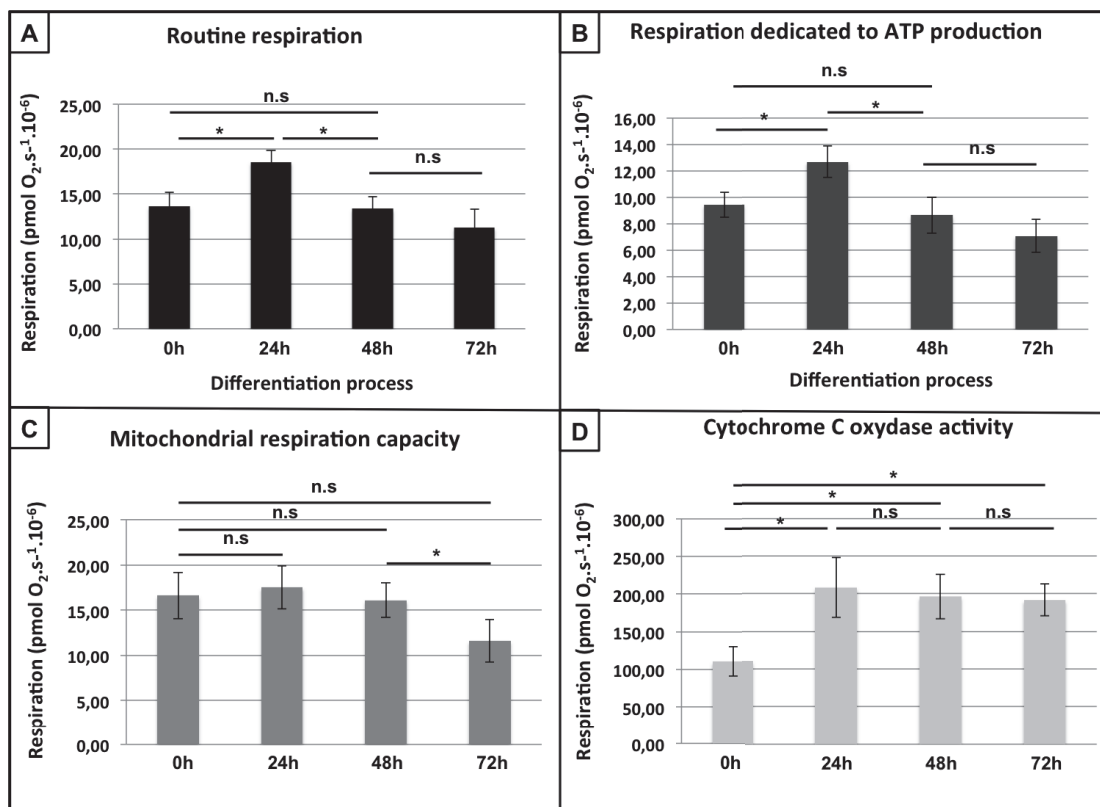 A
Routine respiration
Respiration (pmol O₂.s-¹.10⁻⁶)
25,00
20,00
15,00
10,00
5,00
0,00
n.s
*
*
n.s
0h
24h
48h
72h
Differentiation process
B
Respiration dedicated to ATP production
Respiration (pmol O₂.s-¹.10⁻⁶)
16,00
14,00
12,00
10,00
8,00
6,00
4,00
2,00
0,00
n.s
*
*
n.s
0h
24h
48h
72h
Differentiation process
C
Mitochondrial respiration capacity
Respiration (pmol O₂.s-¹.10⁻⁶)
25,00
20,00
15,00
10,00
5,00
0,00
n.s
n.s
n.s
*
0h
24h
48h
72h
D
Cytochrome C oxydase activity
Respiration (pmol O₂.s-¹.10⁻⁶)
300,00
250,00
200,00
150,00
100,00
50,00
0,00
*
*
*
n.s
n.s
0h
24h
48h
72h